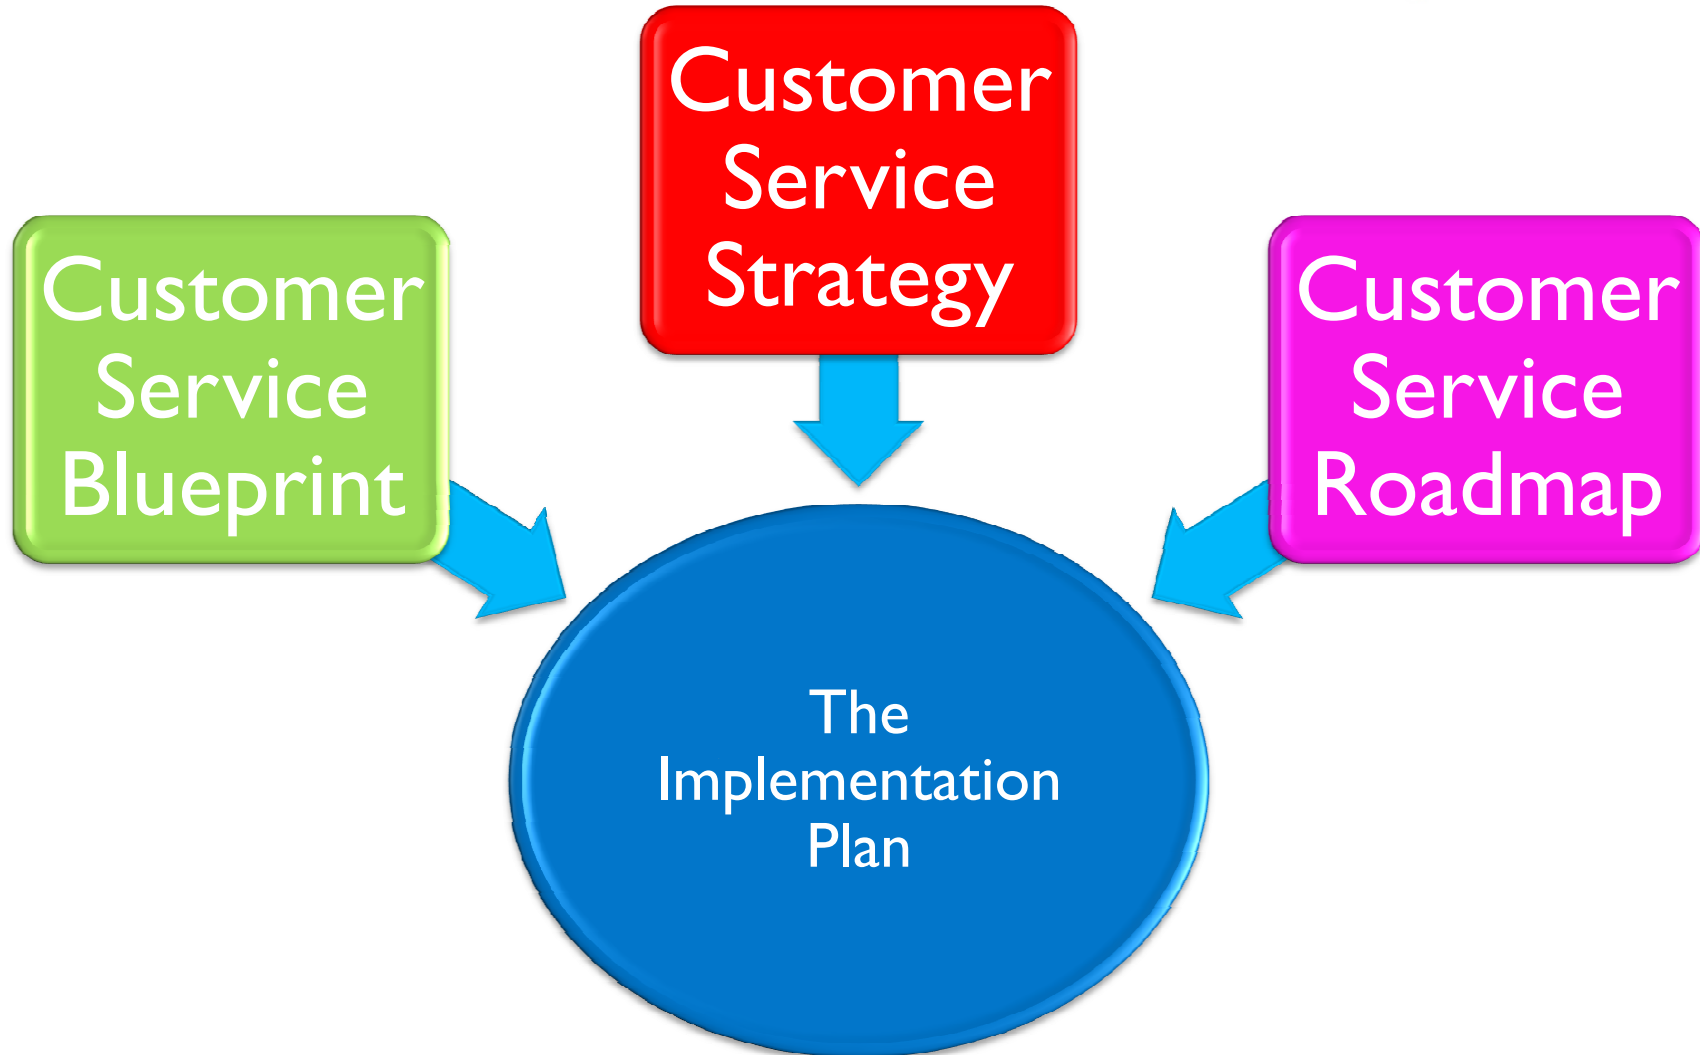 Customer
Service
Strategy
Customer
Service
Blueprint
Customer
Service
Roadmap
The
Implementation
Plan